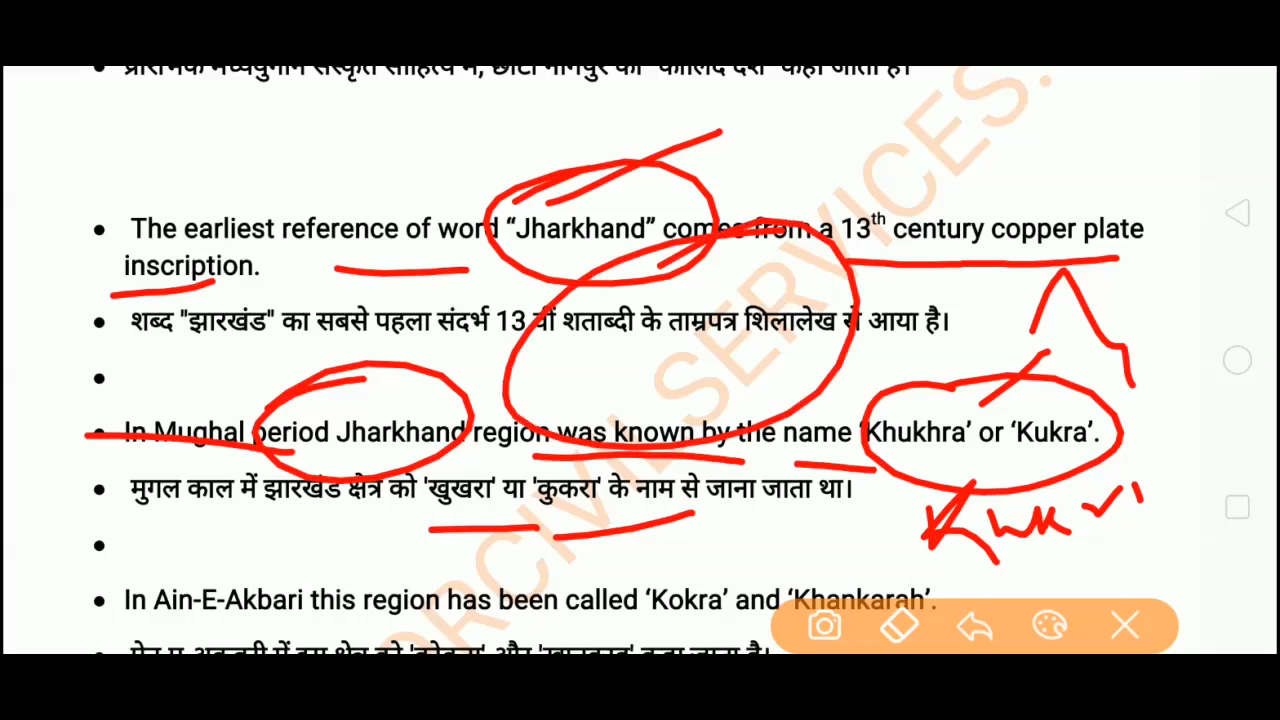 The earliest reference of word “Jharkhand” comes from a 13th century copper plate
inscription.
शब्द "झारखंड" का सबसे पहला संदर्भ 13 वीं शताब्दी के ताम्रपत्र शिलालेख से आया है।
In Mughal period Jharkhand region was known by the name ‘Khukhra’ or ‘Kukra’.
मुगल काल में झारखंड क्षेत्र को 'खुखरा' या 'कुकरा' के नाम से जाना जाता था।
In Ain-E-Akbari this region has been called ‘Kokra’ and ‘Khankarah’.
CIVIL SERVICES.